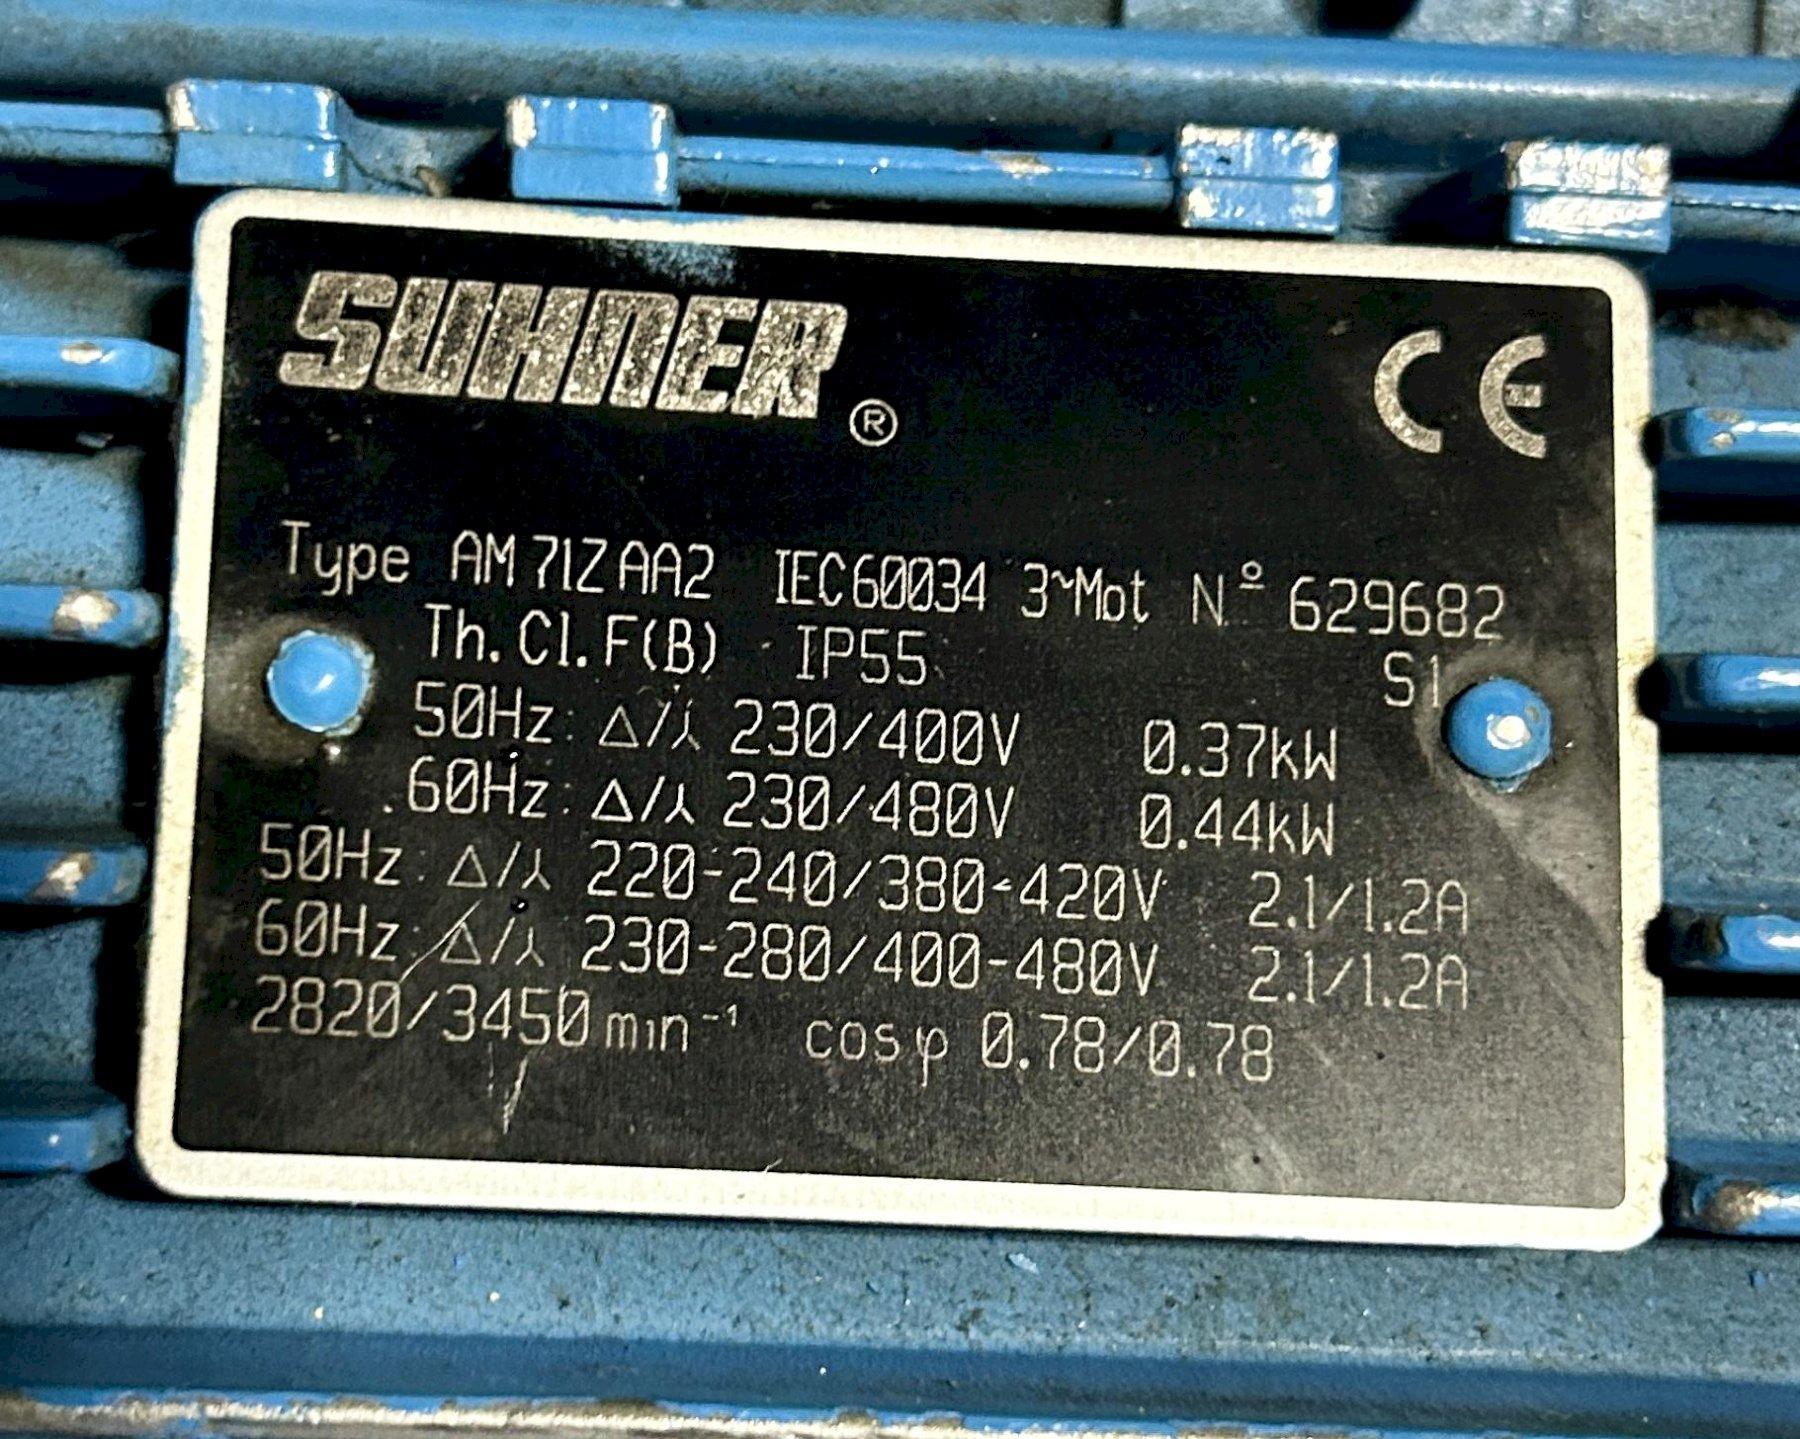 SUHNER®
CE
Type AM 71Z AA2 IEC60034 3~Mot Nº 629682
Th.Cl.F(B) IP55 S1
50Hz: Δ/⅄ 230/400V 0.37kW
60Hz: Δ/⅄ 230/480V 0.44kW
50Hz: Δ/⅄ 220-240/380-420V 2.1/1.2A
60Hz: Δ/⅄ 230-280/400-480V 2.1/1.2A
2820/3450 min⁻¹ cosφ 0.78/0.78